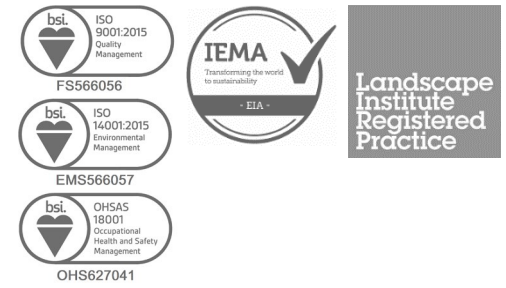 bsi.
ISO
9001:2015
Quality
Management
FS566056
bsi.
ISO
14001:2015
Environmental
Management
EMS566057
bsi.
OHSAS
18001
Occupational
Health and Safety
Management
OHS627041
IEMA
Transforming the world
to sustainability
- EIA -
Landscape
Institute
Registered
Practice